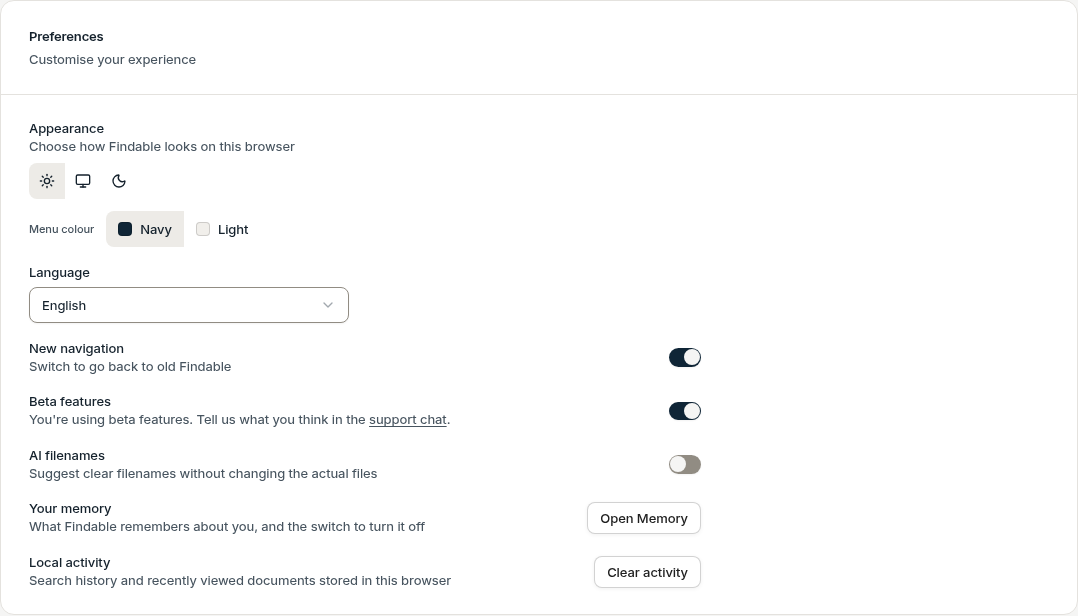 Preferences
Customise your experience
Appearance
Choose how Findable looks on this browser
Menu colour Navy Light
Language
English
New navigation
Switch to go back to old Findable
Beta features
You're using beta features. Tell us what you think in the support chat.
AI filenames
Suggest clear filenames without changing the actual files
Your memory
What Findable remembers about you, and the switch to turn it off
Open Memory
Local activity
Search history and recently viewed documents stored in this browser
Clear activity